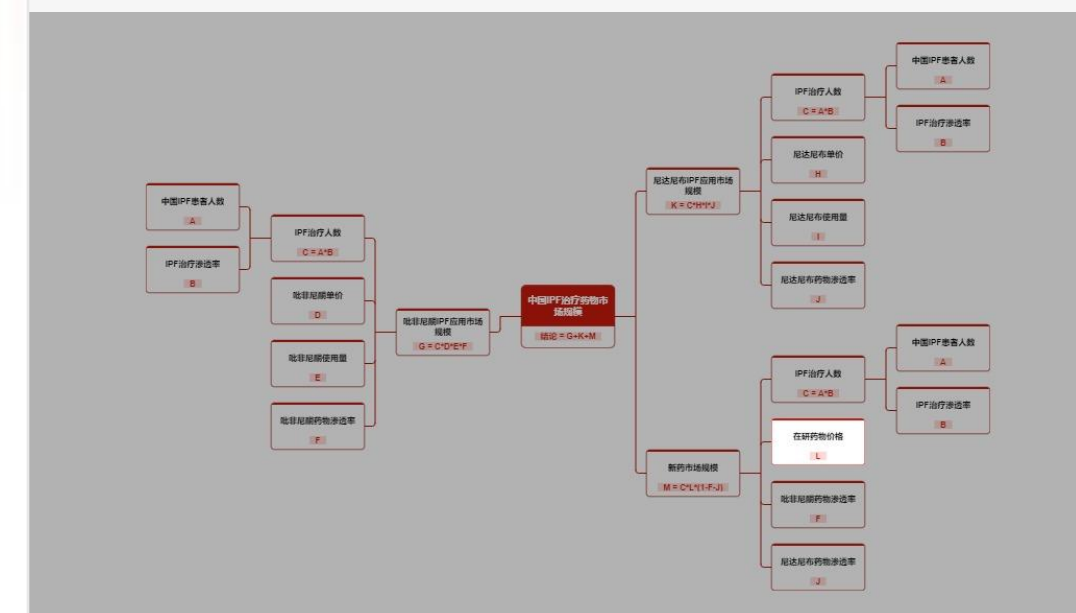 中国IPF患者人数
A
IPF治疗渗透率
B
IPF治疗人数
C = A*B
吡非尼酮单价
D
吡非尼酮使用量
E
吡非尼酮药物渗透率
F
吡非尼酮IPF应用市场
规模
G = C*D*E*F
中国IPF治疗药物市
场规模
结论 = G+K+M
尼达尼布IPF应用市场
规模
K = C*H*I*J
IPF治疗人数
C = A*B
中国IPF患者人数
A
IPF治疗渗透率
B
尼达尼布单价
H
尼达尼布使用量
I
尼达尼布药物渗透率
J
新药市场规模
M = C*L*(1-F-J)
IPF治疗人数
C = A*B
中国IPF患者人数
A
IPF治疗渗透率
B
在研药物价格
L
吡非尼酮药物渗透率
F
尼达尼布药物渗透率
J